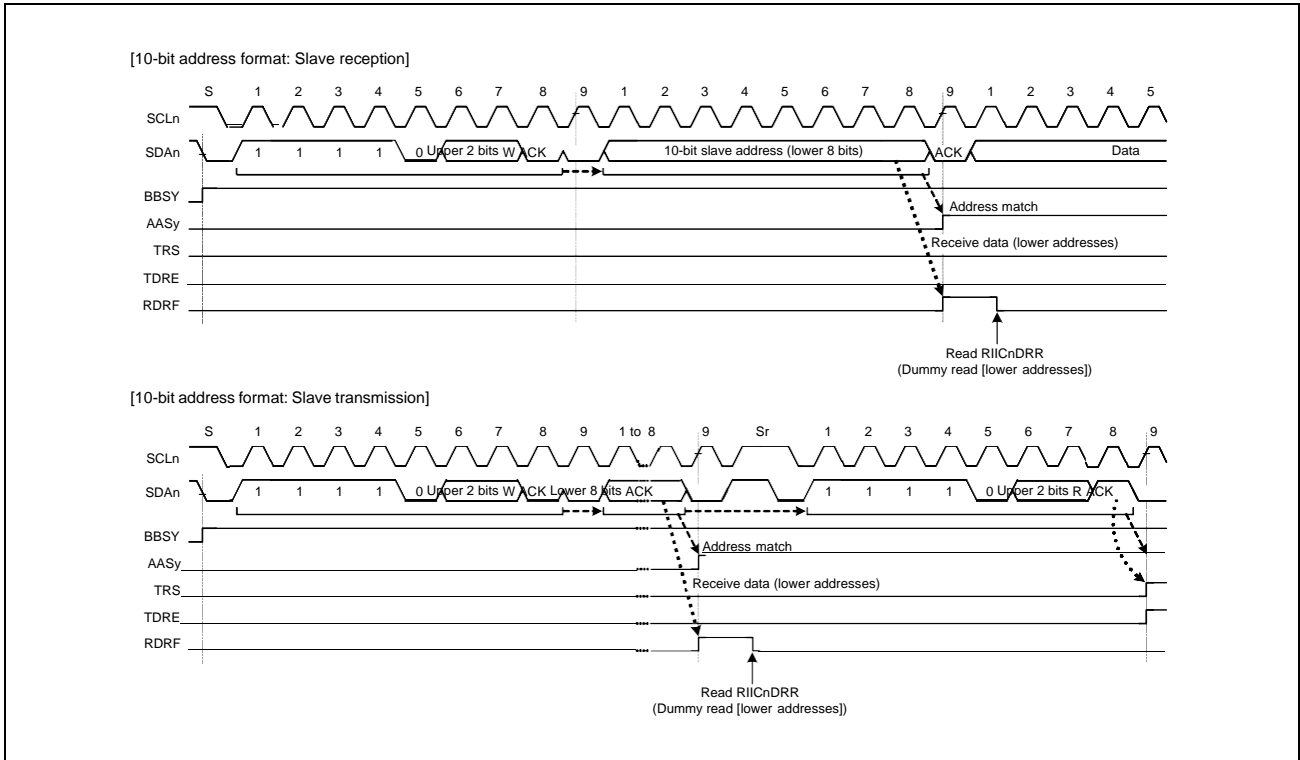 [10-bit address format: Slave reception]
S 1 2 3 4 5 6 7 8 9 1 2 3 4 5 6 7 8 9 1 2 3 4 5
SCLn
SDAn 1 1 1 1 0 Upper 2 bits W ACK 10-bit slave address (lower 8 bits) ACK Data
BBSY
Address match
AASy
Receive data (lower addresses)
TRS
TDRE
RDRF
Read RIICnDRR
(Dummy read [lower addresses])
[10-bit address format: Slave transmission]
S 1 2 3 4 5 6 7 8 9 1 to 8 9 Sr 1 2 3 4 5 6 7 8 9
SCLn
SDAn 1 1 1 1 0 Upper 2 bits W ACK Lower 8 bits ACK 1 1 1 1 0 Upper 2 bits R ACK
BBSY
Address match
AASy
Receive data (lower addresses)
TRS
TDRE
RDRF
Read RIICnDRR
(Dummy read [lower addresses])